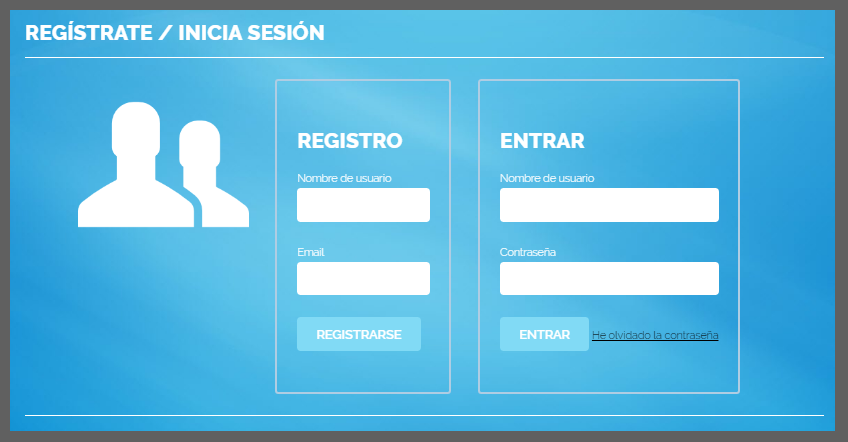 REGÍSTRATE / INICIA SESIÓN
REGISTRO
Nombre de usuario
Email
REGISTRARSE
ENTRAR
Nombre de usuario
Contraseña
ENTRAR He olvidado la contraseña